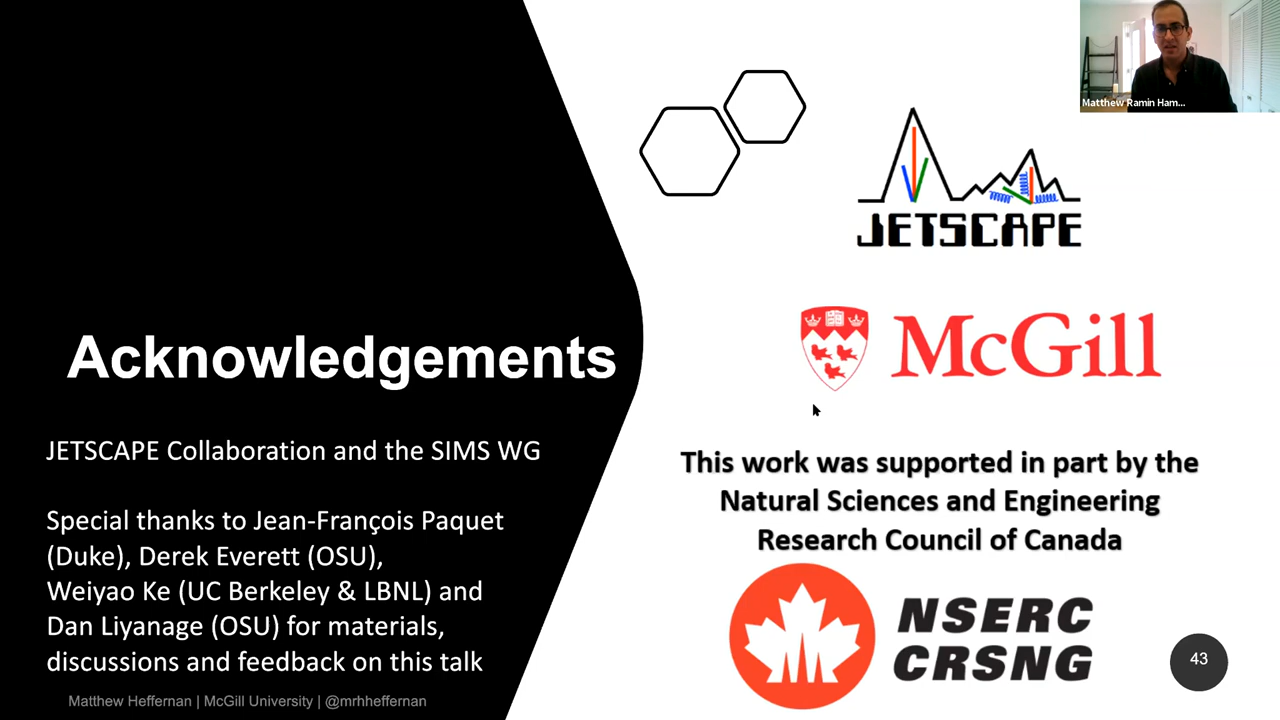 Matthew Ramin Ham...
JETSCAPE
McGill
Acknowledgements
JETSCAPE Collaboration and the SIMS WG
Special thanks to Jean-François Paquet
(Duke), Derek Everett (OSU),
Weiyao Ke (UC Berkeley & LBNL) and
Dan Liyanage (OSU) for materials,
discussions and feedback on this talk
This work was supported in part by the
Natural Sciences and Engineering
Research Council of Canada
NSERC
CRSNG
43
Matthew Heffernan | McGill University | @mrhheffernan